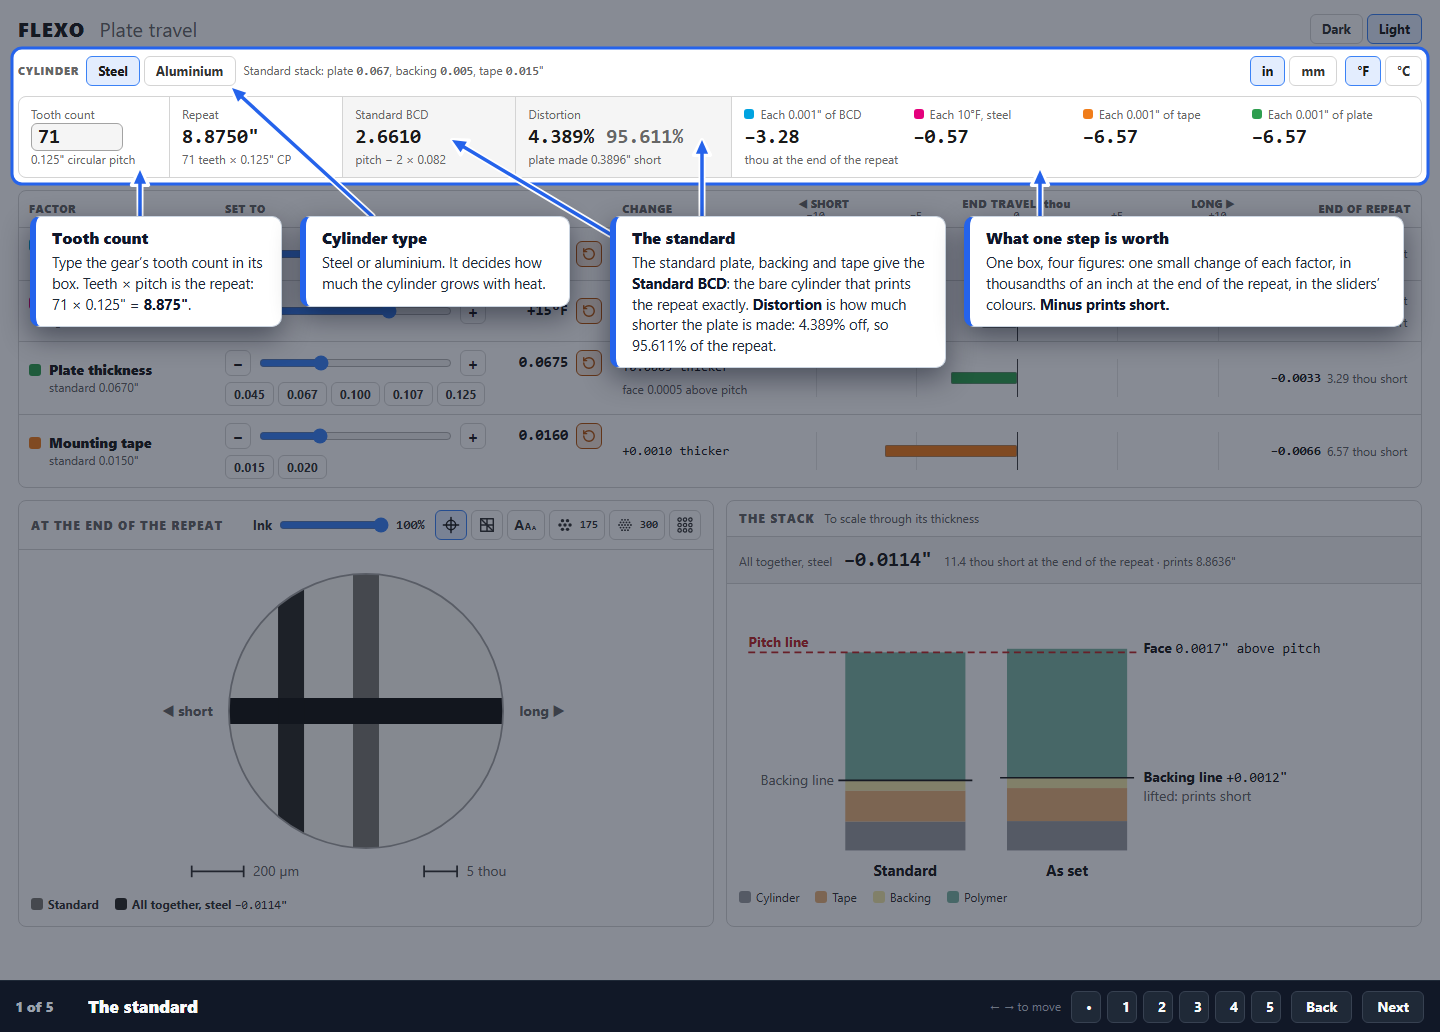 FLEXO Plate travel
Dark Light
CYLINDER Steel Aluminium Standard stack: plate 0.067, backing 0.005, tape 0.015"
in mm °F °C
Tooth count
71
0.125" circular pitch
Repeat
8.8750"
71 teeth × 0.125" CP
Standard BCD
2.6610
pitch − 2 × 0.082
Distortion
4.389% 95.611%
plate made 0.3896" short
Each 0.001" of BCD
−3.28
Each 10°F, steel
−0.57
Each 0.001" of tape
−6.57
Each 0.001" of plate
−6.57
thou at the end of the repeat
FACTOR SET TO CHANGE ◀ SHORT END TRAVEL, thou LONG ▶ END OF REPEAT
Tooth count
Type the gear's tooth count in its
box. Teeth × pitch is the repeat:
71 × 0.125" = 8.875".
Cylinder type
Steel or aluminium. It decides how
much the cylinder grows with heat.
The standard
The standard plate, backing and tape give the
Standard BCD: the bare cylinder that prints
the repeat exactly. Distortion is how much
shorter the plate is made: 4.389% off, so
95.611% of the repeat.
What one step is worth
One box, four figures: one small change of each factor, in
thousandths of an inch at the end of the repeat, in the sliders'
colours. Minus prints short.
+ +15°F
Plate thickness
standard 0.0670"
− + 0.0675
0.045 0.067 0.100 0.107 0.125
+0.0005 thicker
face 0.0005 above pitch
−0.0033 3.29 thou short
Mounting tape
standard 0.0150"
− + 0.0160
0.015 0.020
+0.0010 thicker
−0.0066 6.57 thou short
AT THE END OF THE REPEAT Ink 100% AAA 175 300
◀ short long ▶
200 µm 5 thou
Standard All together, steel −0.0114"
THE STACK To scale through its thickness
All together, steel −0.0114" 11.4 thou short at the end of the repeat · prints 8.8636"
Pitch line
Face 0.0017" above pitch
Backing line
Backing line +0.0012"
lifted: prints short
Standard As set
Cylinder Tape Backing Polymer
1 of 5 The standard
← → to move • 1 2 3 4 5 Back Next